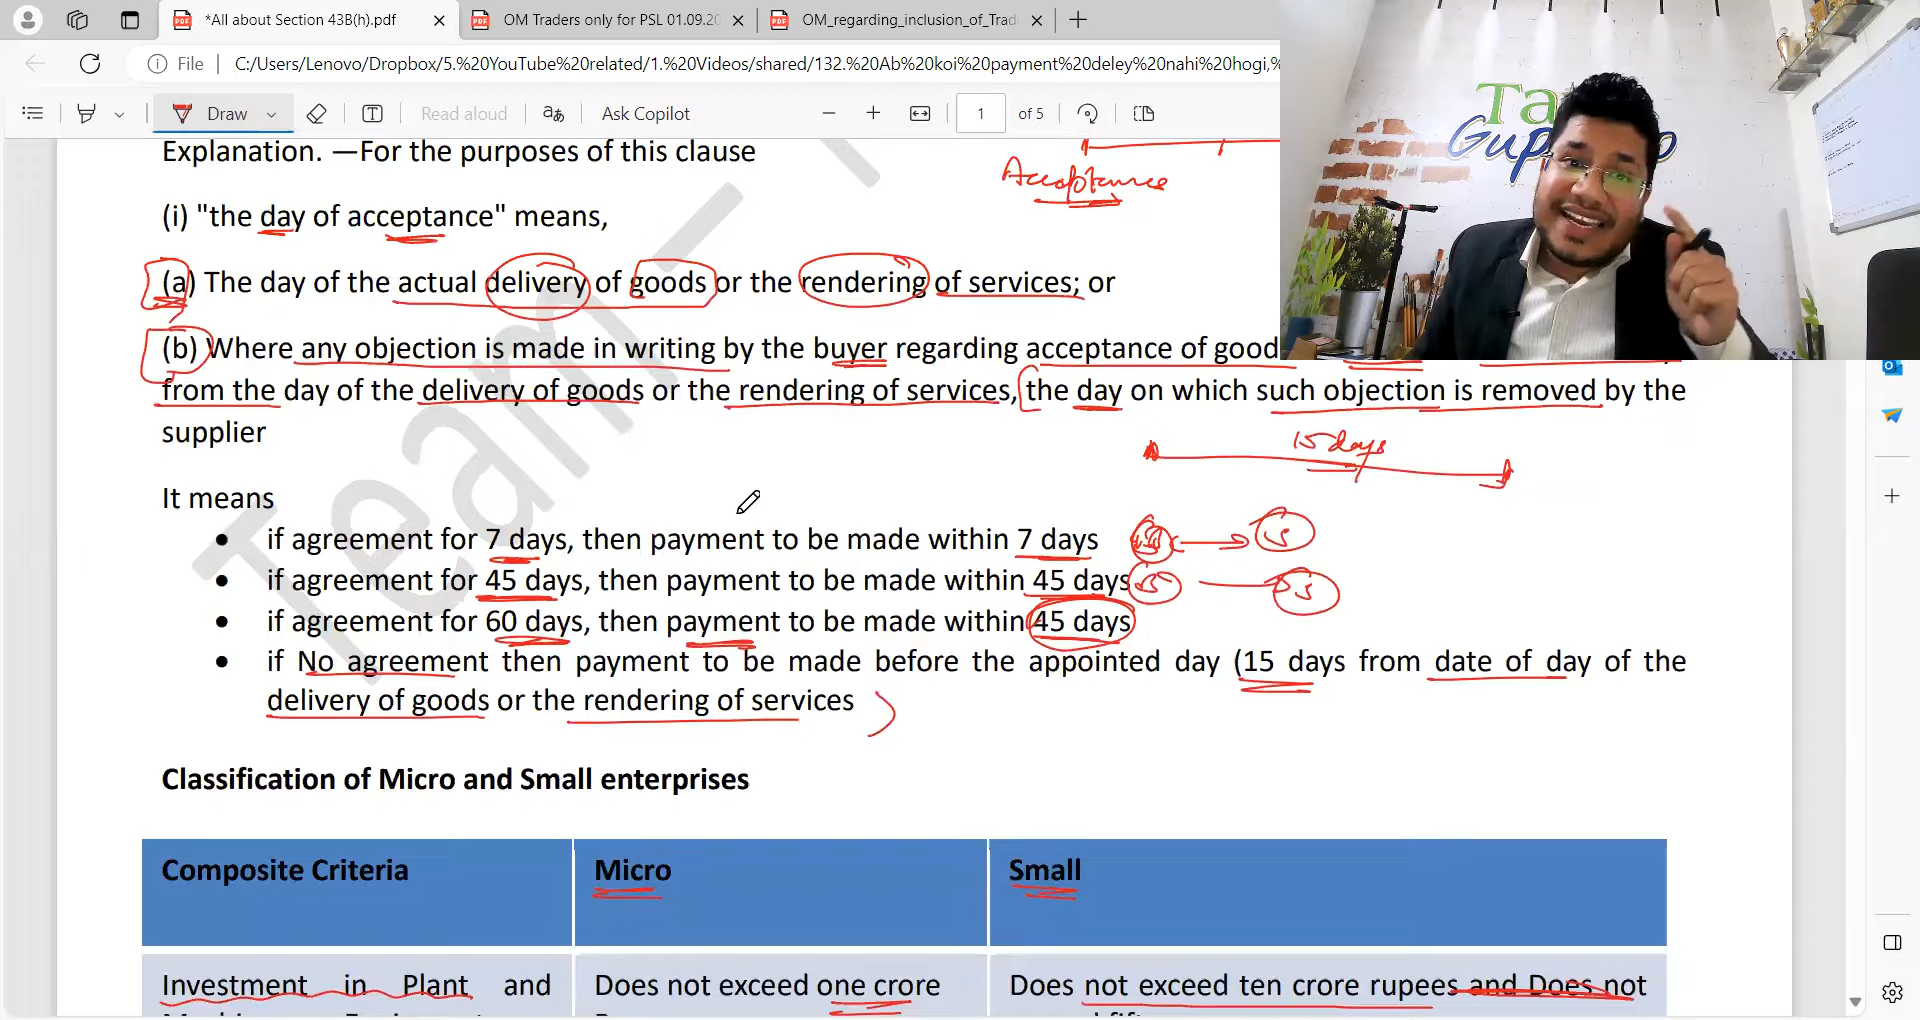 *All about Section 43B(h).pdf
OM Traders only for PSL 01.09.20
OM_regarding_inclusion_of_Trad
File
C:/Users/Lenovo/Dropbox/5.%20YouTube%20related/1.%20Videos/shared/132.%20Ab%20koi%20payment%20deley%20nahi%20hogi,%
Draw
Read aloud
Ask Copilot
1
of 5
Explanation. —For the purposes of this clause
Acceptance
(i) "the day of acceptance" means,
(a) The day of the actual delivery of goods or the rendering of services; or
(b) Where any objection is made in writing by the buyer regarding acceptance of good
from the day of the delivery of goods or the rendering of services, the day on which such objection is removed by the
supplier
15 days
It means
• if agreement for 7 days, then payment to be made within 7 days
• if agreement for 45 days, then payment to be made within 45 days
• if agreement for 60 days, then payment to be made within 45 days
• if No agreement then payment to be made before the appointed day (15 days from date of day of the
delivery of goods or the rendering of services )
Team -
Classification of Micro and Small enterprises
Composite Criteria
Micro
Small
Investment in Plant and
Does not exceed one crore
Does not exceed ten crore rupees and Does not